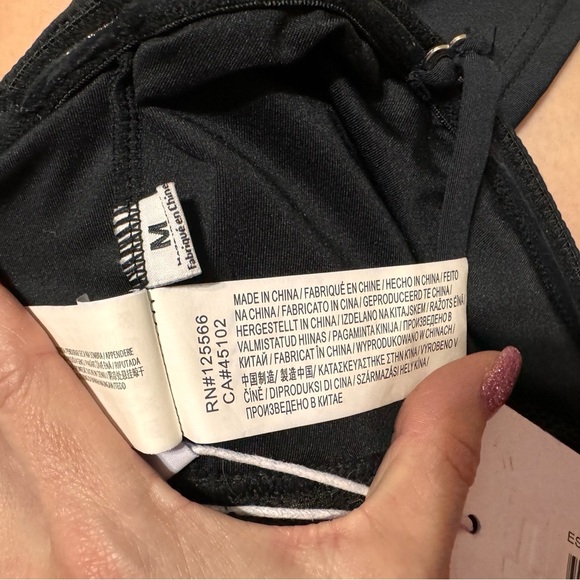 M
Fabriqué en Chine
RN#125566
CA#45102
MADE IN CHINA / FABRIQUÉ EN CHINE / HECHO EN CHINA / FEITO
NA CHINA / FABRICATO IN CINA / GEPRODUCEERD TE CHINA /
HERGESTELLT IN CHINA / IZDELANO NA KITAJSKEM / RAŽOTS
VALMISTATUD HIINAS / PAGAMINTA KINIJA / ПРОИЗВЕДЕНО В
КИТАЙ / FABRICAT ÎN CHINA / WYPRODUKOWANO W CHINACH /
中国制造 / 製造中国 / ΚΑΤΑΣΚΕΥΑΣΤΗΚΕ ΣΤΗΝ ΚΙΝΑ / VYROBENO V
ČÍNĚ / DIPRODUKSI DI CINA / SZÁRMAZÁSI HELY KÍNA /
ПРОИЗВЕДЕНО В КИТАЕ
ES